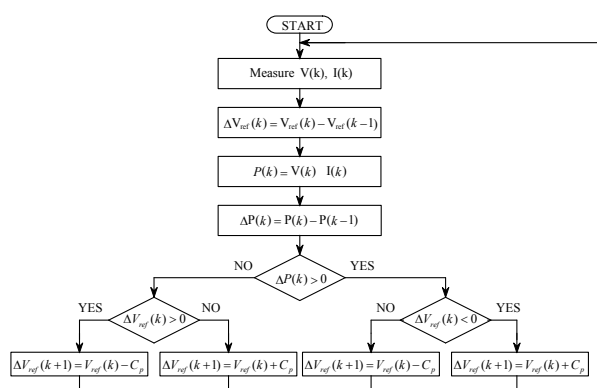 START
Measure V(k), I(k)
ΔV_ref(k) = V_ref(k) − V_ref(k−1)
P(k) = V(k) I(k)
ΔP(k) = P(k) − P(k−1)
NO
YES
ΔP(k) > 0
YES
NO
NO
YES
ΔV_ref(k) > 0
ΔV_ref(k) < 0
ΔV_ref(k+1) = V_ref(k) − C_p
ΔV_ref(k+1) = V_ref(k) + C_p
ΔV_ref(k+1) = V_ref(k) − C_p
ΔV_ref(k+1) = V_ref(k) + C_p